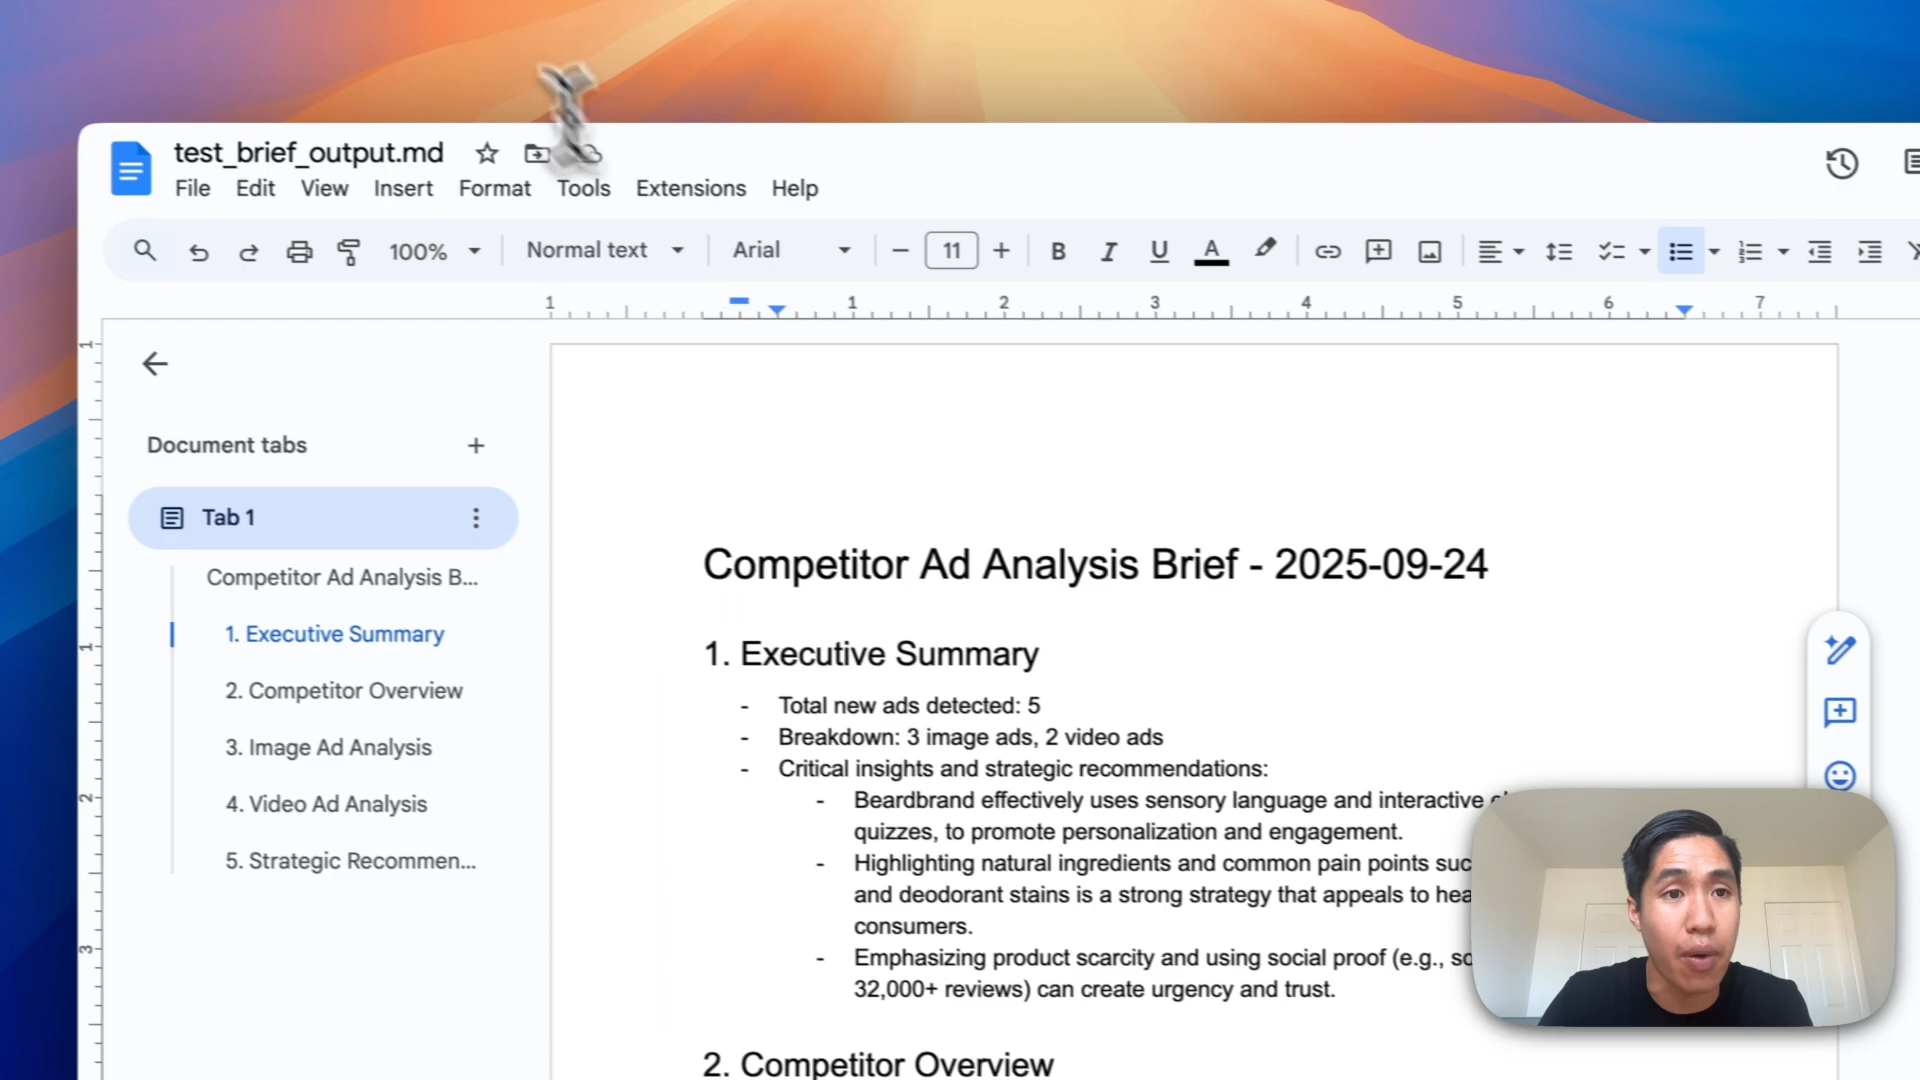 test_brief_output.md
File Edit View Insert Format Tools Extensions Help
100% Normal text Arial 11 B I U A
1 1 2 3 4 5 6 7
Document tabs
Tab 1
Competitor Ad Analysis B...
1. Executive Summary
2. Competitor Overview
3. Image Ad Analysis
4. Video Ad Analysis
5. Strategic Recommen...
1
1
2
3
Competitor Ad Analysis Brief - 2025-09-24
1. Executive Summary
- Total new ads detected: 5
- Breakdown: 3 image ads, 2 video ads
- Critical insights and strategic recommendations:
- Beardbrand effectively uses sensory language and interactive
quizzes, to promote personalization and engagement.
- Highlighting natural ingredients and common pain points
and deodorant stains is a strong strategy that appeals to
consumers.
- Emphasizing product scarcity and using social proof (e.g.,
32,000+ reviews) can create urgency and trust.
2. Competitor Overview